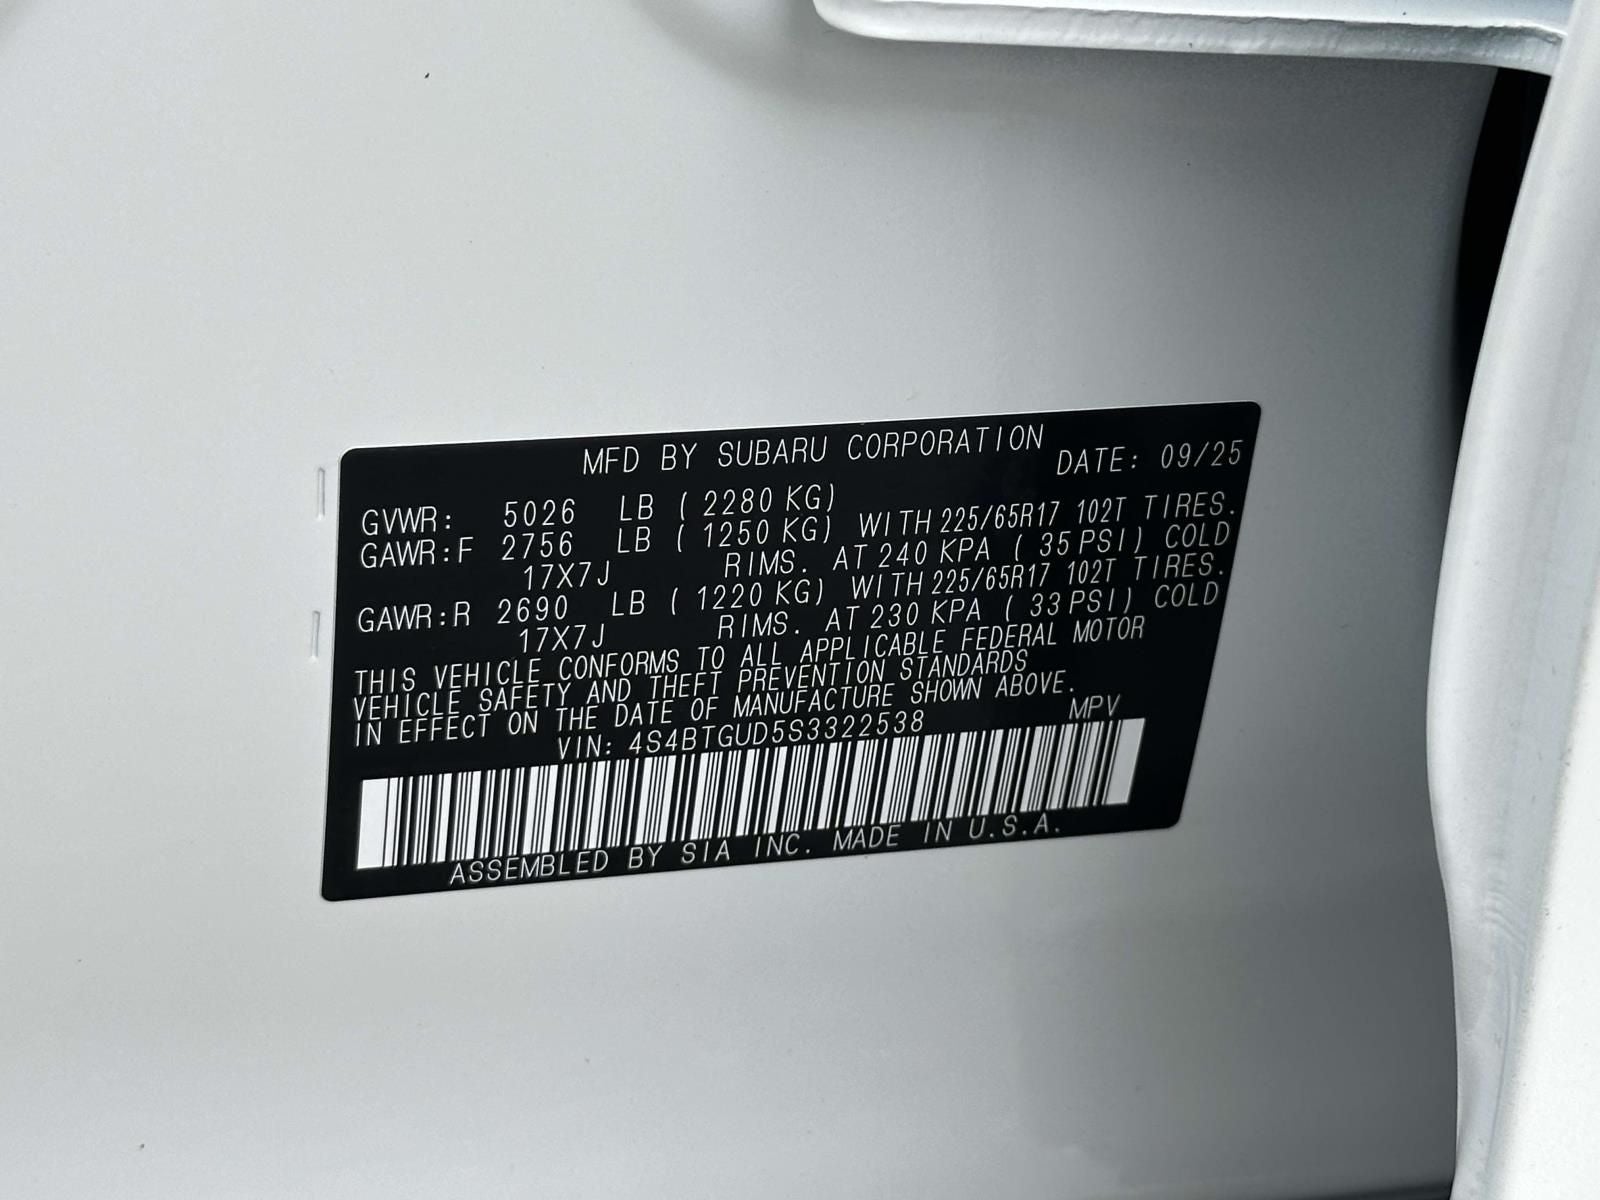 MFD BY SUBARU CORPORATION DATE: 09/25
GVWR: 5026 LB ( 2280 KG)
GAWR:F 2756 LB ( 1250 KG) WITH 225/65R17 102T TIRES.
17X7J RIMS. AT 240 KPA ( 35 PSI) COLD
GAWR:R 2690 LB ( 1220 KG) WITH 225/65R17 102T TIRES.
17X7J RIMS. AT 230 KPA ( 33 PSI) COLD
THIS VEHICLE CONFORMS TO ALL APPLICABLE FEDERAL MOTOR
VEHICLE SAFETY AND THEFT PREVENTION STANDARDS
IN EFFECT ON THE DATE OF MANUFACTURE SHOWN ABOVE.
VIN: 4S4BTGUD5S3322538 MPV
ASSEMBLED BY SIA INC. MADE IN U.S.A.